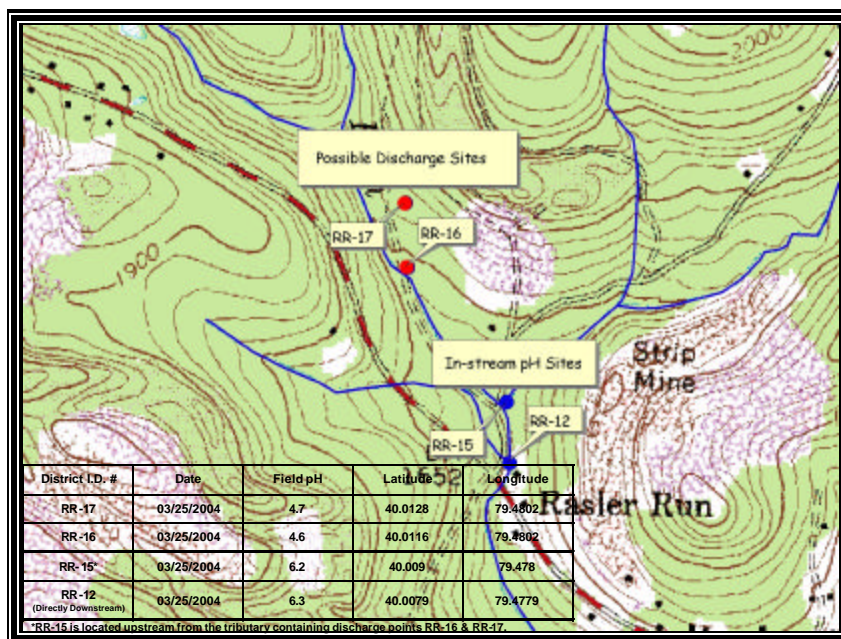 2000
Possible Discharge Sites
RR-17
RR-16
1900
Strip
Mine
In-stream pH Sites
RR-12
RR-15
1652
Rasler Run
District I.D. # Date Field pH Latitude Longitude
RR-17 03/25/2004 4.7 40.0128 79.4802
RR-16 03/25/2004 4.6 40.0116 79.4802
RR-15* 03/25/2004 6.2 40.009 79.478
RR-12 03/25/2004 6.3 40.0079 79.4779
(Directly Downstream)
*RR-15 is located upstream from the tributary containing discharge points RR-16 & RR-17.